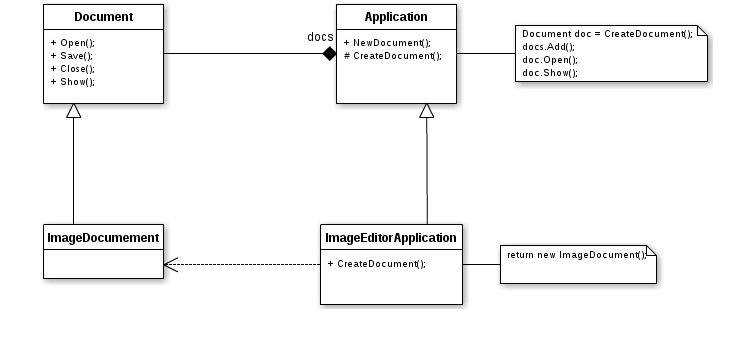 Document
+ Open();
+ Save();
+ Close();
+ Show();
docs
Application
+ NewDocument();
# CreateDocument();
Document doc = CreateDocument();
docs.Add();
doc.Open();
doc.Show();
ImageDocumement
ImageEditorApplication
+ CreateDocument();
return new ImageDocument();